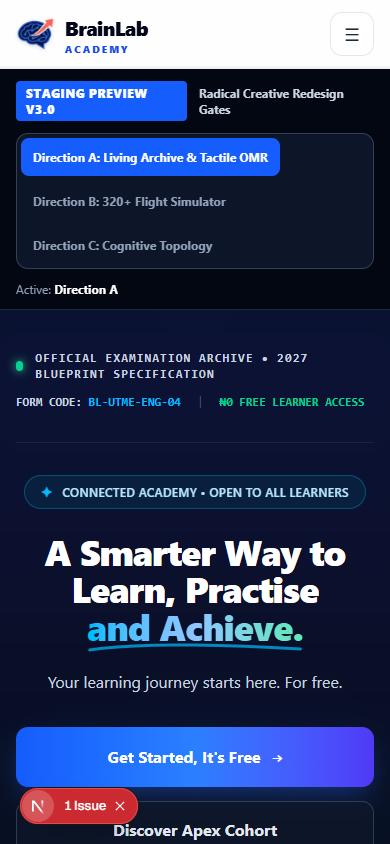 BrainLab
ACADEMY
☰
STAGING PREVIEW
V3.0
Radical Creative Redesign
Gates
Direction A: Living Archive & Tactile OMR
Direction B: 320+ Flight Simulator
Direction C: Cognitive Topology
Active: Direction A
OFFICIAL EXAMINATION ARCHIVE • 2027
BLUEPRINT SPECIFICATION
FORM CODE: BL-UTME-ENG-04 | ₦0 FREE LEARNER ACCESS
✦ CONNECTED ACADEMY • OPEN TO ALL LEARNERS
A Smarter Way to
Learn, Practise
and Achieve.
Your learning journey starts here. For free.
Get Started, It's Free →
N 1 Issue ×
Discover Apex Cohort